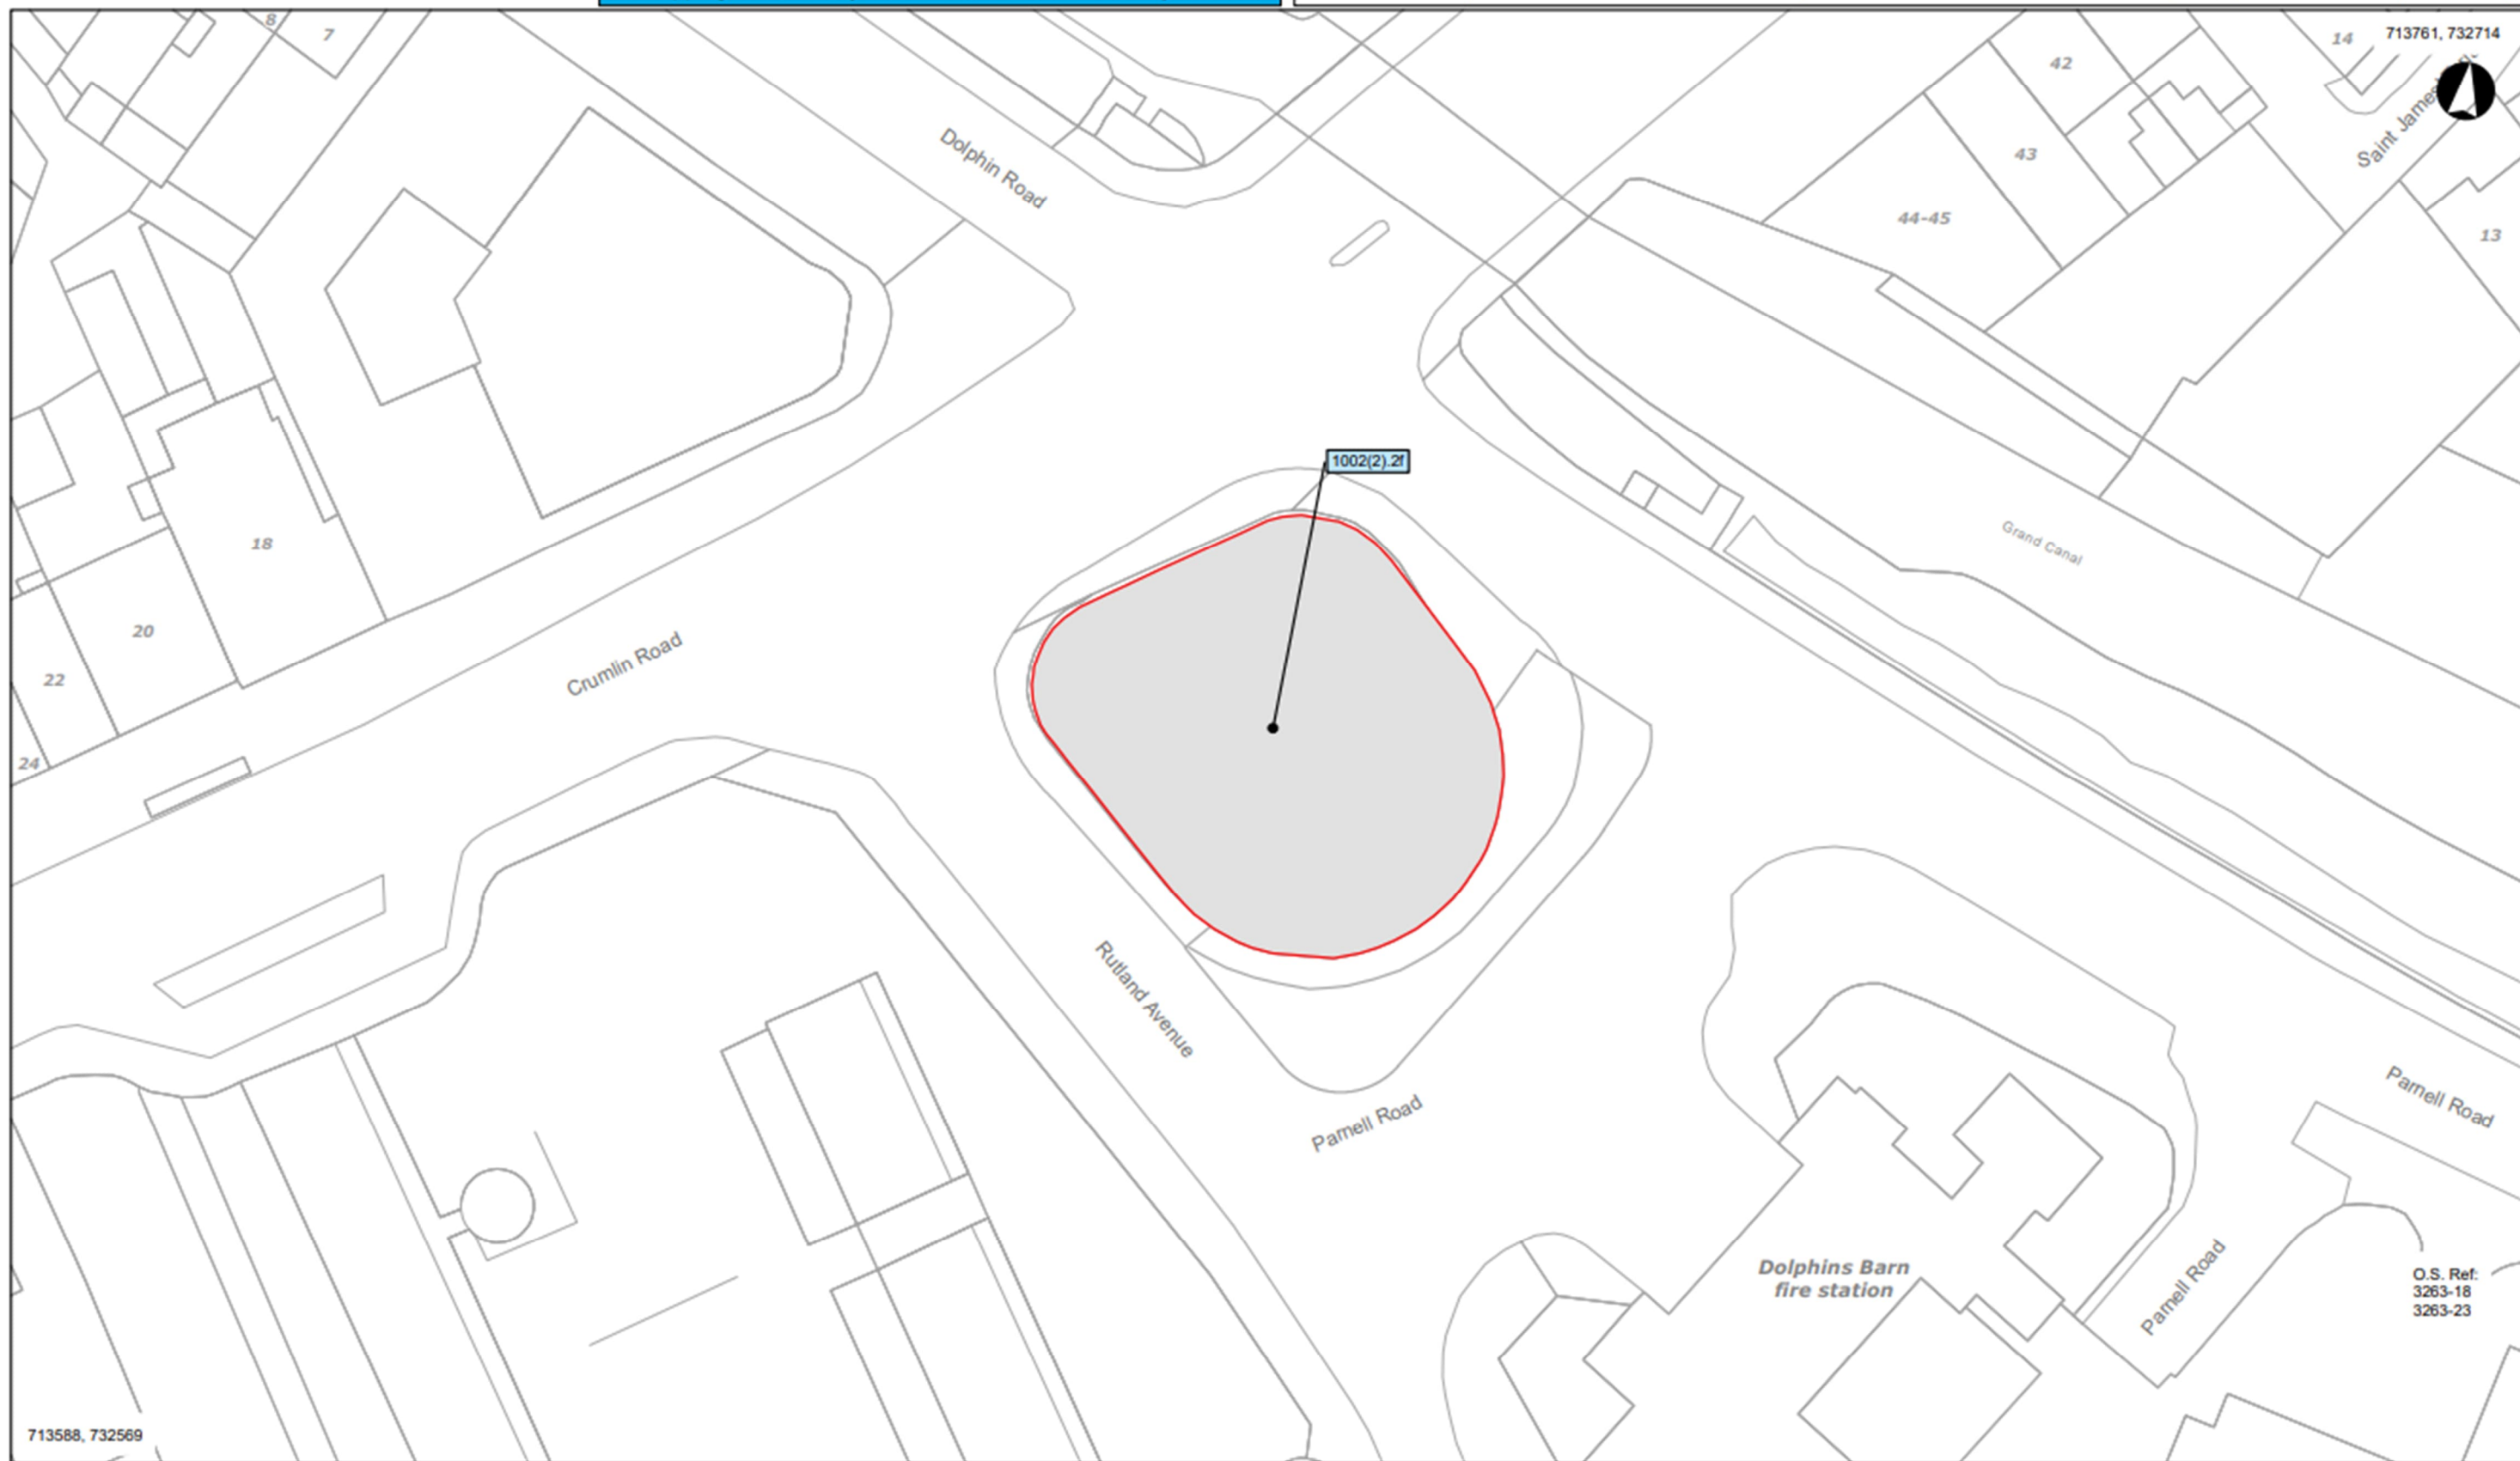 8
7
14
713761, 732714
42
Dolphin Road
43
44-45
13
1002(2).2f
18
Grand Canal
20
Crumlin Road
22
24
Rutland Avenue
Parnell Road
Parnell Road
Dolphins Barn
fire station
Parnell Road
O.S. Ref:
3263-18
3263-23
713588, 732569